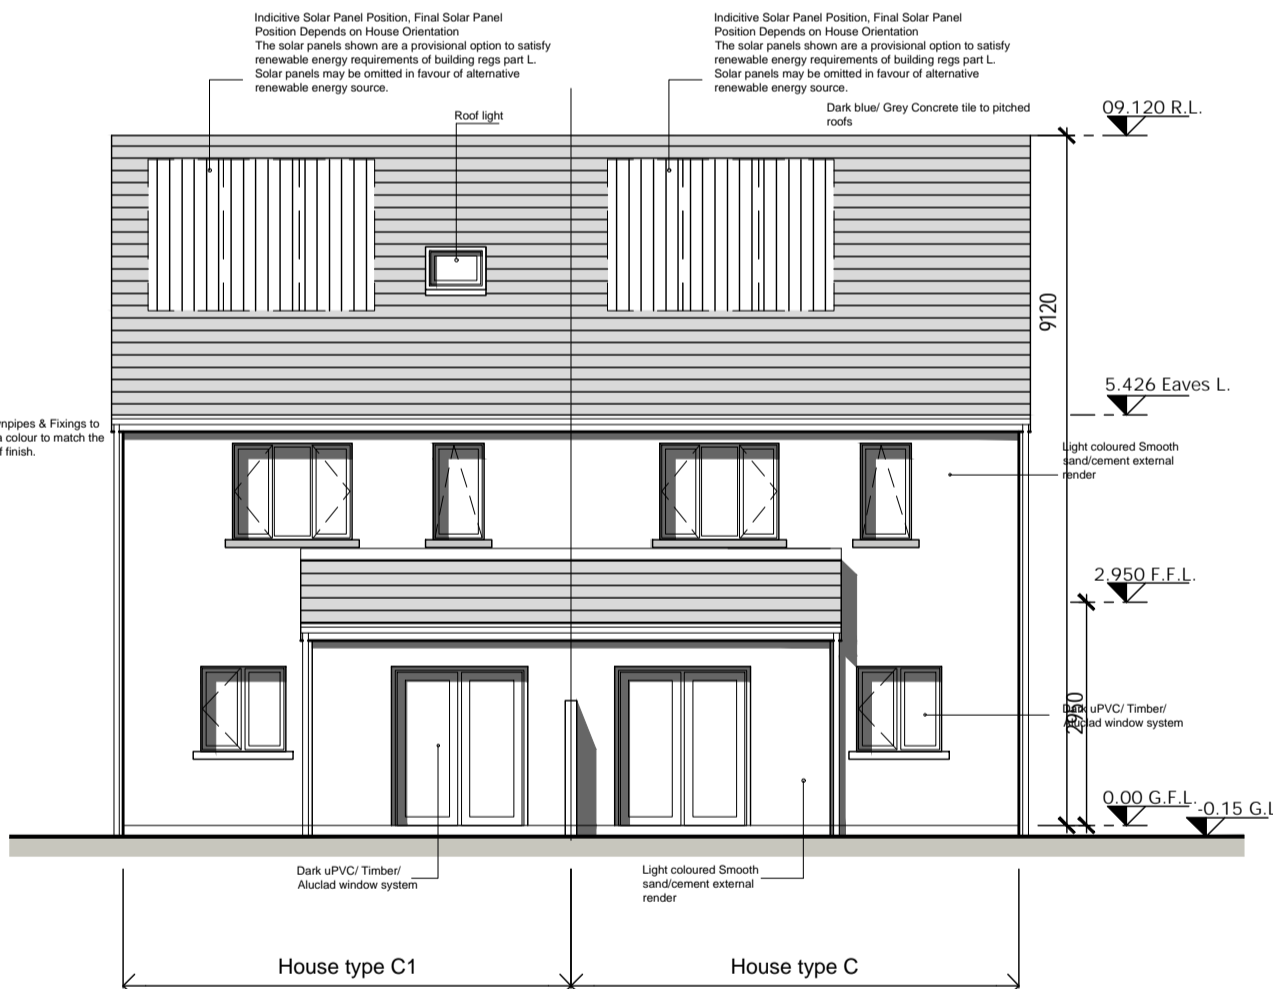 Indicitive Solar Panel Position, Final Solar Panel
Position Depends on House Orientation
The solar panels shown are a provisional option to satisfy
renewable energy requirements of building regs part L.
Solar panels may be omitted in favour of alternative
renewable energy source.
Indicitive Solar Panel Position, Final Solar Panel
Position Depends on House Orientation
The solar panels shown are a provisional option to satisfy
renewable energy requirements of building regs part L.
Solar panels may be omitted in favour of alternative
renewable energy source.
Roof light
Dark blue/ Grey Concrete tile to pitched
roofs
09.120 R.L.
9120
5.426 Eaves L.
npipes & Fixings to
colour to match the
finish.
Light coloured Smooth
sand/cement external
render
2.950 F.F.L.
2950
Dark uPVC/ Timber/
Aluclad window system
0.00 G.F.L.
-0.15 G.L
Dark uPVC/ Timber/
Aluclad window system
Light coloured Smooth
sand/cement external
render
House type C1
House type C